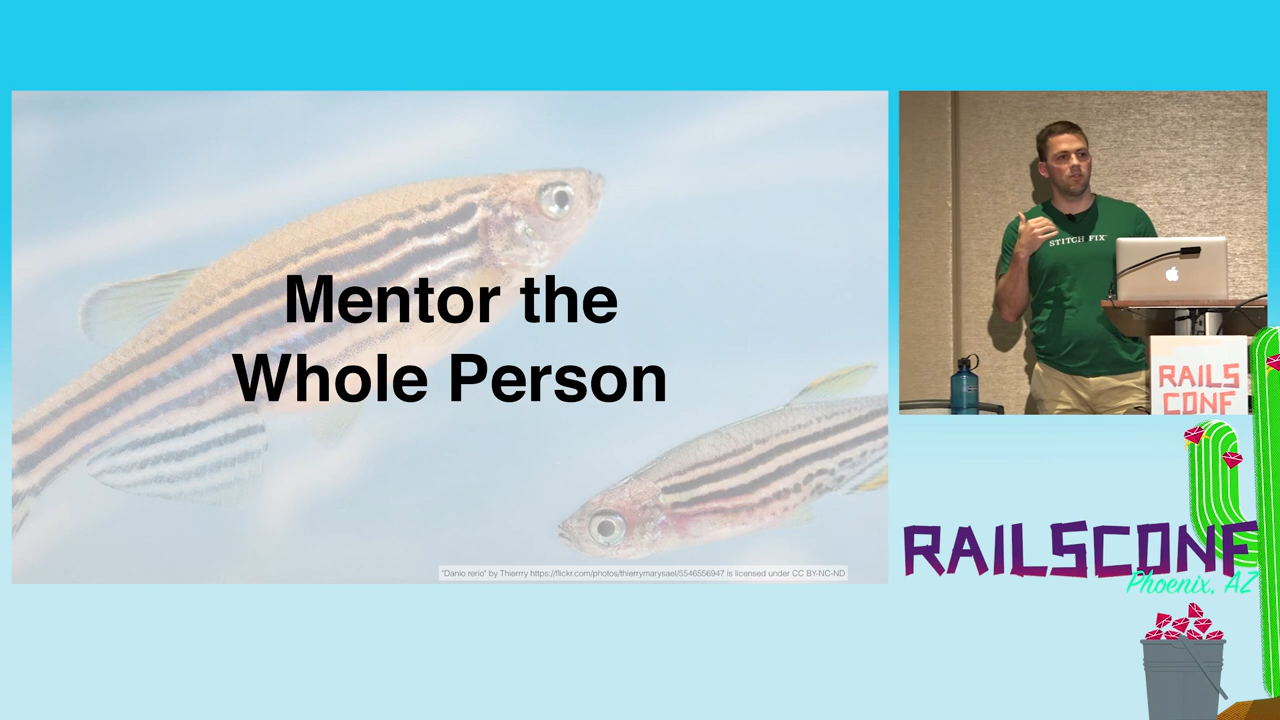 Mentor the
Whole Person
"Danio rerio" by Thierrry https://flickr.com/photos/thierrymarysael/5546556947 is licensed under CC BY-NC-ND
STITCH FIX
RAILS
CONF
RAILSCONF
Phoenix, AZ